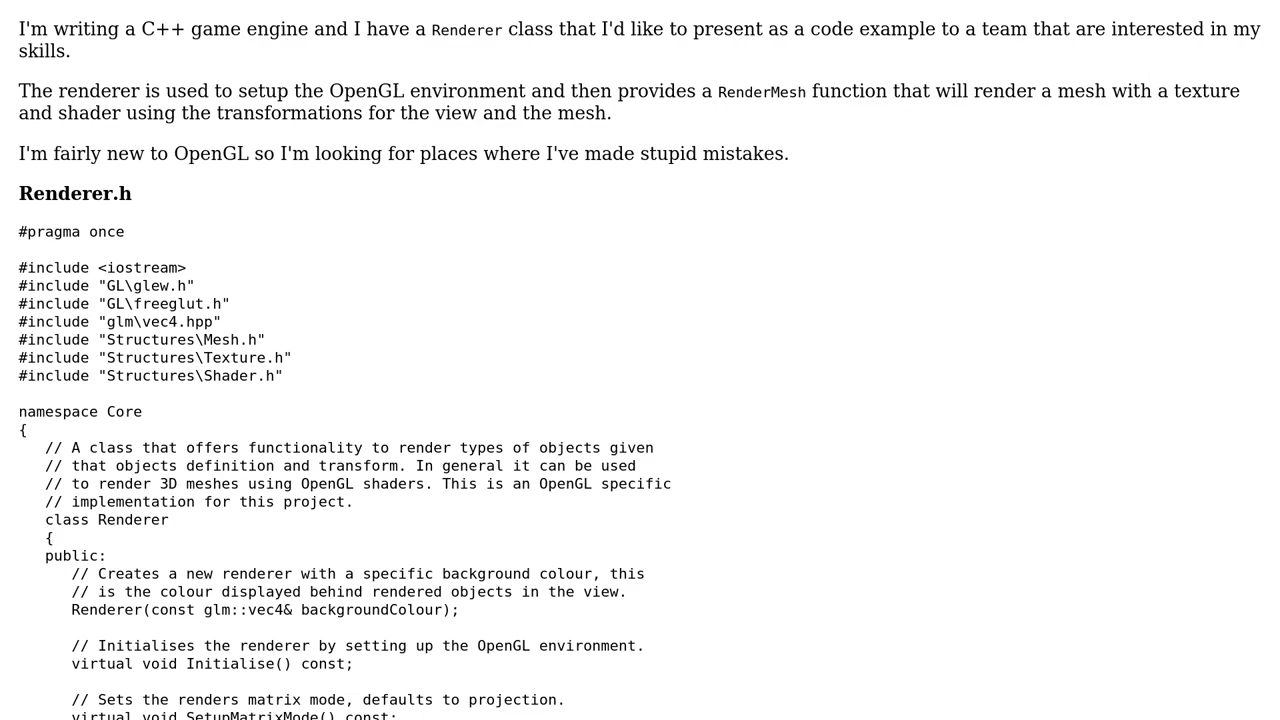 I'm writing a C++ game engine and I have a Renderer class that I'd like to present as a code example to a team that are interested in my
skills.
The renderer is used to setup the OpenGL environment and then provides a RenderMesh function that will render a mesh with a texture
and shader using the transformations for the view and the mesh.
I'm fairly new to OpenGL so I'm looking for places where I've made stupid mistakes.
Renderer.h
#pragma once
#include <iostream>
#include "GL\glew.h"
#include "GL\freeglut.h"
#include "glm\vec4.hpp"
#include "Structures\Mesh.h"
#include "Structures\Texture.h"
#include "Structures\Shader.h"
namespace Core
{
// A class that offers functionality to render types of objects given
// that objects definition and transform. In general it can be used
// to render 3D meshes using OpenGL shaders. This is an OpenGL specific
// implementation for this project.
class Renderer
{
public:
// Creates a new renderer with a specific background colour, this
// is the colour displayed behind rendered objects in the view.
Renderer(const glm::vec4& backgroundColour);
// Initialises the renderer by setting up the OpenGL environment.
virtual void Initialise() const;
// Sets the renders matrix mode, defaults to projection.
virtual void SetupMatrixMode() const;